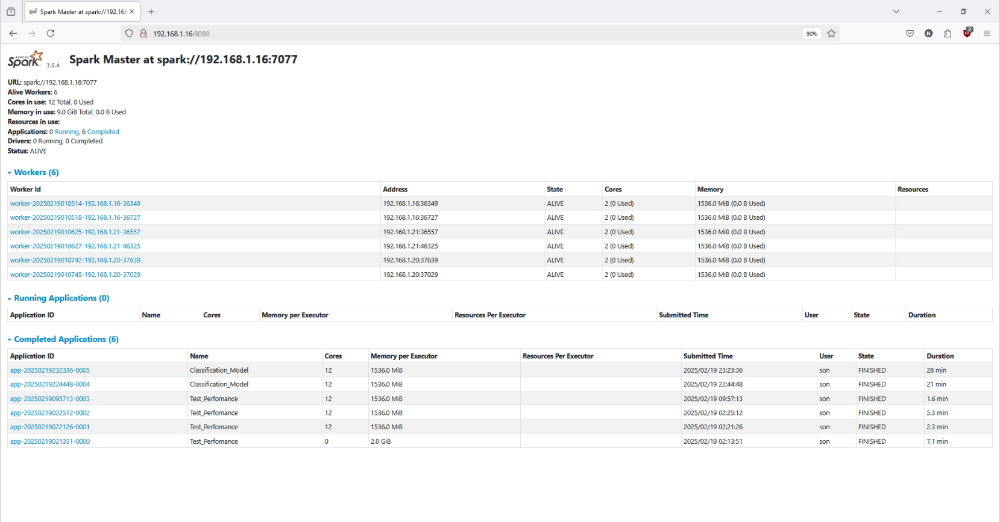 Spark Master at spark://192.168
192.168.1.16:8080
90%
N
2
APACHE
Spark 3.5.4
Spark Master at spark://192.168.1.16:7077
URL: spark://192.168.1.16:7077
Alive Workers: 6
Cores in use: 12 Total, 0 Used
Memory in use: 9.0 GiB Total, 0.0 B Used
Resources in use:
Applications: 0 Running, 6 Completed
Drivers: 0 Running, 0 Completed
Status: ALIVE
Workers (6)
Worker Id Address State Cores Memory Resources
worker-20250219010514-192.168.1.16-36349 192.168.1.16:36349 ALIVE 2 (0 Used) 1536.0 MiB (0.0 B Used)
worker-20250219010518-192.168.1.16-36727 192.168.1.16:36727 ALIVE 2 (0 Used) 1536.0 MiB (0.0 B Used)
worker-20250219010625-192.168.1.21-36557 192.168.1.21:36557 ALIVE 2 (0 Used) 1536.0 MiB (0.0 B Used)
worker-20250219010627-192.168.1.21-46325 192.168.1.21:46325 ALIVE 2 (0 Used) 1536.0 MiB (0.0 B Used)
worker-20250219010742-192.168.1.20-37639 192.168.1.20:37639 ALIVE 2 (0 Used) 1536.0 MiB (0.0 B Used)
worker-20250219010745-192.168.1.20-37029 192.168.1.20:37029 ALIVE 2 (0 Used) 1536.0 MiB (0.0 B Used)
Running Applications (0)
Application ID Name Cores Memory per Executor Resources Per Executor Submitted Time User State Duration
Completed Applications (6)
Application ID Name Cores Memory per Executor Resources Per Executor Submitted Time User State Duration
app-20250219232336-0005 Classification_Model 12 1536.0 MiB 2025/02/19 23:23:36 son FINISHED 28 min
app-20250219224448-0004 Classification_Model 12 1536.0 MiB 2025/02/19 22:44:48 son FINISHED 21 min
app-20250219095713-0003 Test_Perfomance 12 1536.0 MiB 2025/02/19 09:57:13 son FINISHED 1.6 min
app-20250219022512-0002 Test_Perfomance 12 1536.0 MiB 2025/02/19 02:25:12 son FINISHED 5.3 min
app-20250219022126-0001 Test_Perfomance 12 1536.0 MiB 2025/02/19 02:21:26 son FINISHED 2.3 min
app-20250219021351-0000 Test_Perfomance 0 2.0 GiB 2025/02/19 02:13:51 son FINISHED 7.1 min